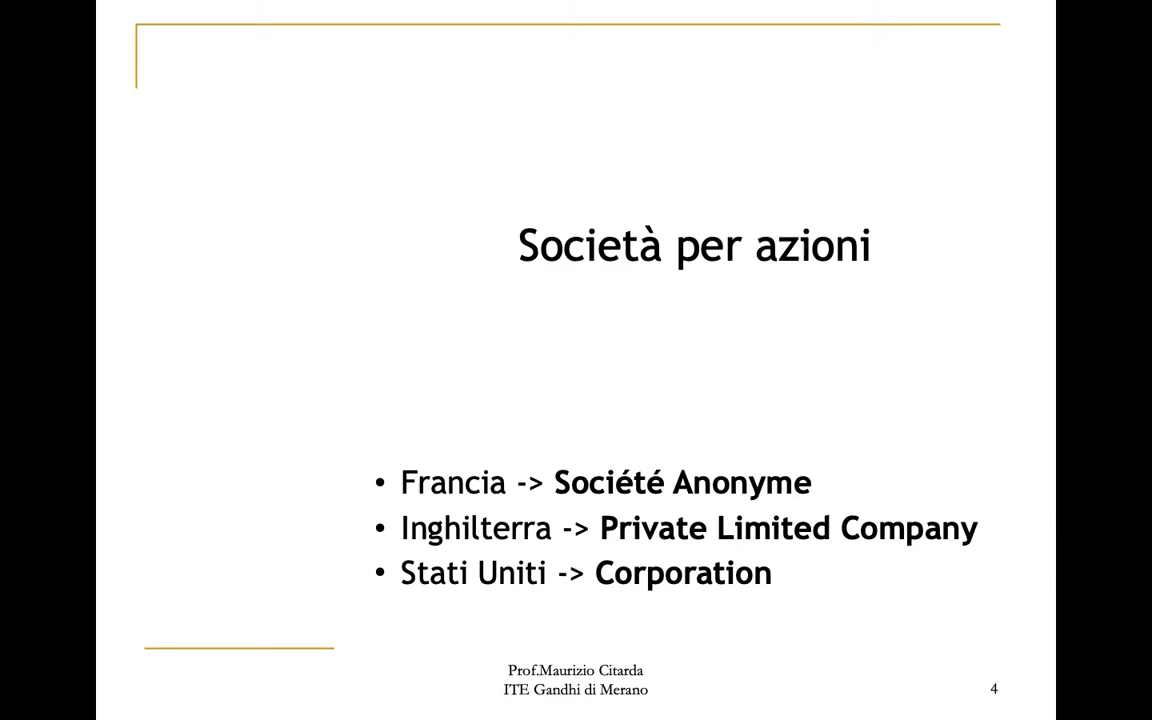 Società per azioni
• Francia -> Société Anonyme
• Inghilterra -> Private Limited Company
• Stati Uniti -> Corporation
Prof.Maurizio Citarda
ITE Gandhi di Merano
4